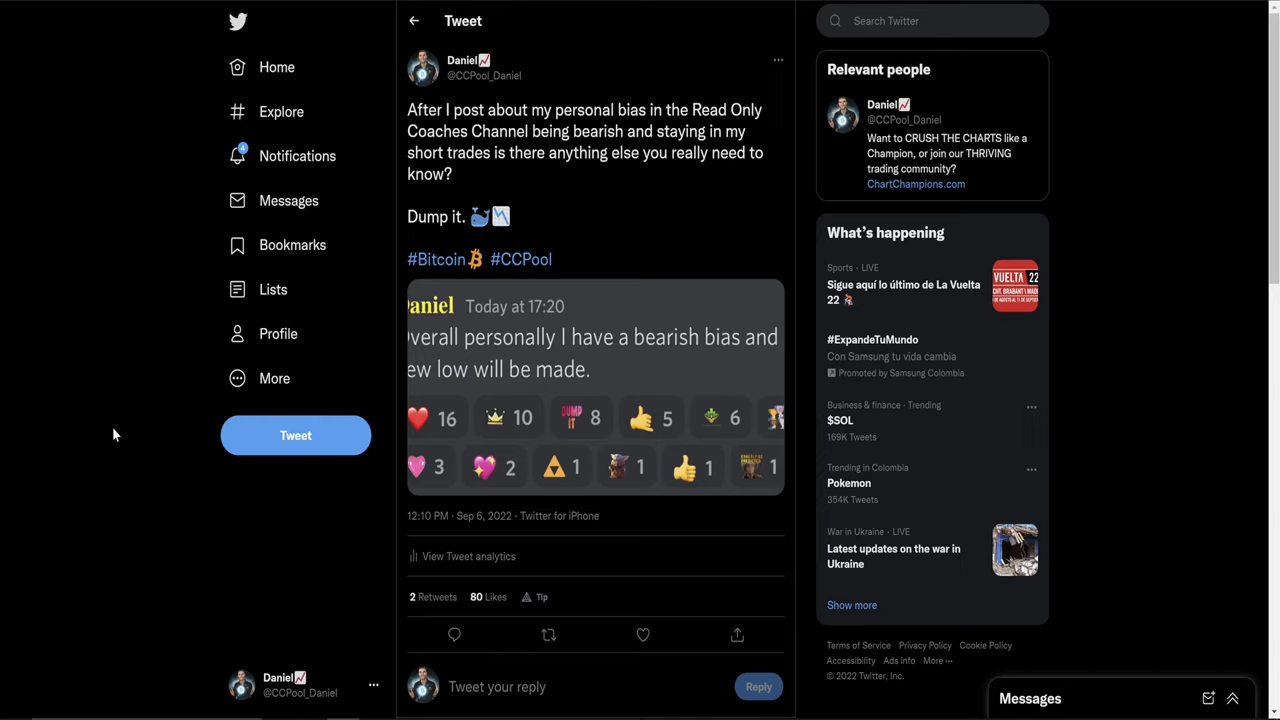 Home
Explore
4
Notifications
Messages
Bookmarks
Lists
Profile
More
Tweet
Daniel
@CCPool_Daniel
Tweet
Daniel
@CCPool_Daniel
After I post about my personal bias in the Read Only
Coaches Channel being bearish and staying in my
short trades is there anything else you really need to
know?
Dump it.
#Bitcoin #CCPool
aniel Today at 17:20
verall personally I have a bearish bias and
ew low will be made.
16 10 DUMP IT 8 5 6
3 2 1 1 1 1
12:10 PM · Sep 6, 2022 · Twitter for iPhone
View Tweet analytics
2 Retweets 80 Likes Tip
Tweet your reply
Reply
Search Twitter
Relevant people
Daniel
@CCPool_Daniel
Want to CRUSH THE CHARTS like a
Champion, or join our THRIVING
trading community?
ChartChampions.com
What's happening
Sports · LIVE
Sigue aquí lo último de La Vuelta
22
VUELTA 22
#ExpandeTuMundo
Con Samsung tu vida cambia
Promoted by Samsung Colombia
Business & finance · Trending
$SOL
169K Tweets
Trending in Colombia
Pokemon
354K Tweets
War in Ukraine · LIVE
Latest updates on the war in
Ukraine
Show more
Terms of Service Privacy Policy Cookie Policy
Accessibility Ads info More ···
© 2022 Twitter, Inc.
Messages